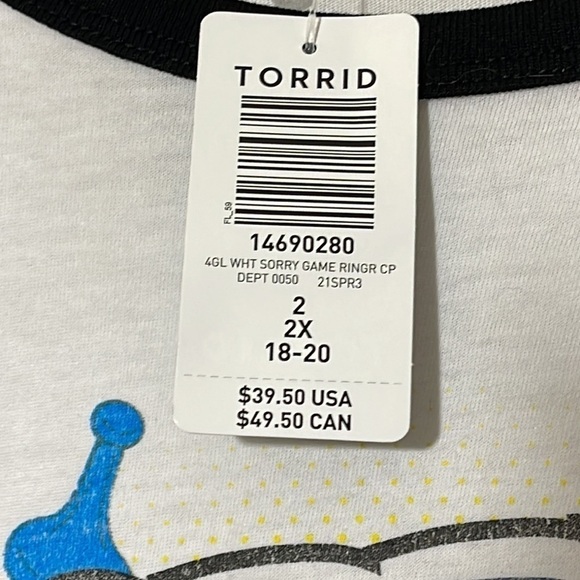 TORRID
FL_59
14690280
4GL WHT SORRY GAME RINGR CP
DEPT 0050 21SPR3
2
2X
18-20
$39.50 USA
$49.50 CAN